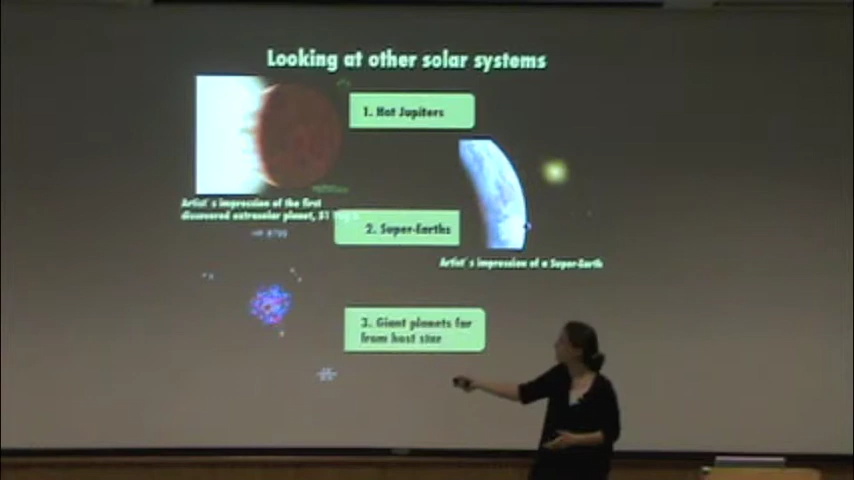 Looking at other solar systems
1. Hot Jupiters
Artist's impression of the first
discovered extrasolar planet, 51
2. Super-Earths
Artist's impression of a Super-Earth
3. Giant planets far
from host star